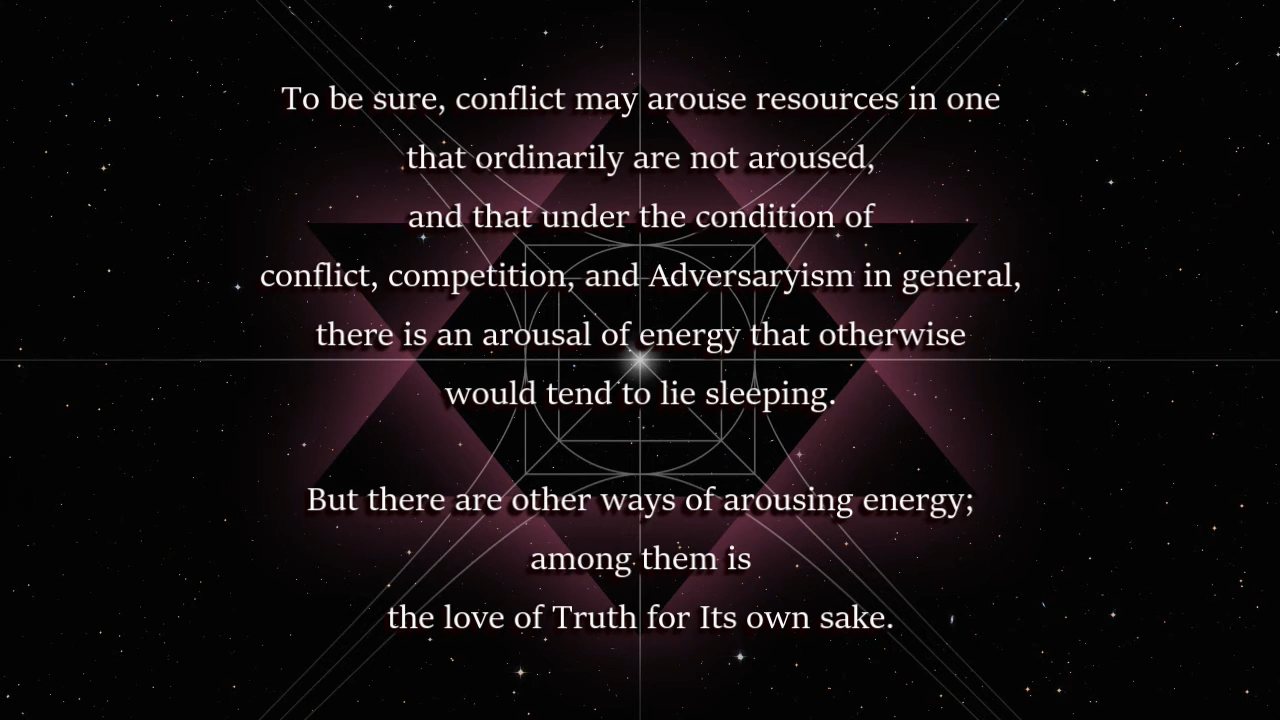 To be sure, conflict may arouse resources in one
that ordinarily are not aroused,
and that under the condition of
conflict, competition, and Adversaryism in general,
there is an arousal of energy that otherwise
would tend to lie sleeping.
But there are other ways of arousing energy;
among them is
the love of Truth for Its own sake.